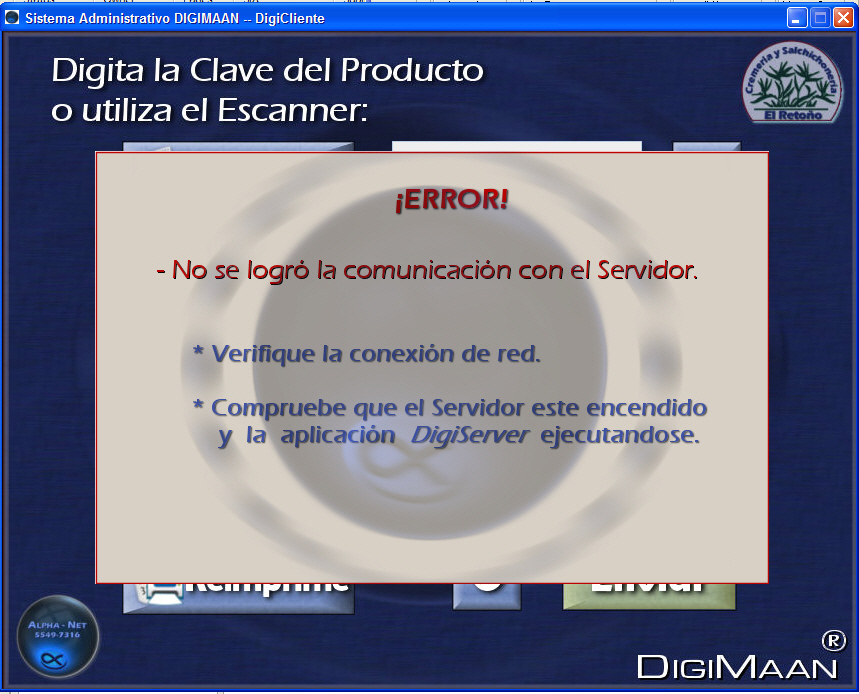 Sistema Administrativo DIGIMAAN -- DigiCliente
Digita la Clave del Producto
o utiliza el Escanner:
Cremería y Salchichonería
El Retoño
¡ERROR!
- No se logró la comunicación con el Servidor.
* Verifique la conexión de red.
* Compruebe que el Servidor este encendido
y la aplicación DigiServer ejecutandose.
Reimprime
Enviar
ALPHA - NET
5549-7316
DIGIMAAN ®